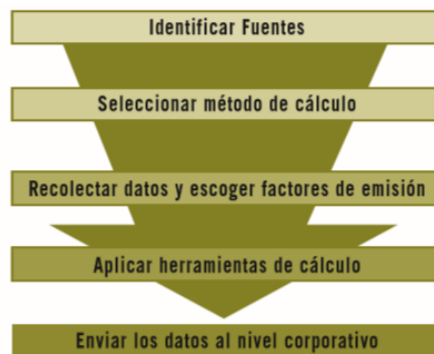 Identificar Fuentes
Seleccionar método de cálculo
Recolectar datos y escoger factores de emisión
Aplicar herramientas de cálculo
Enviar los datos al nivel corporativo